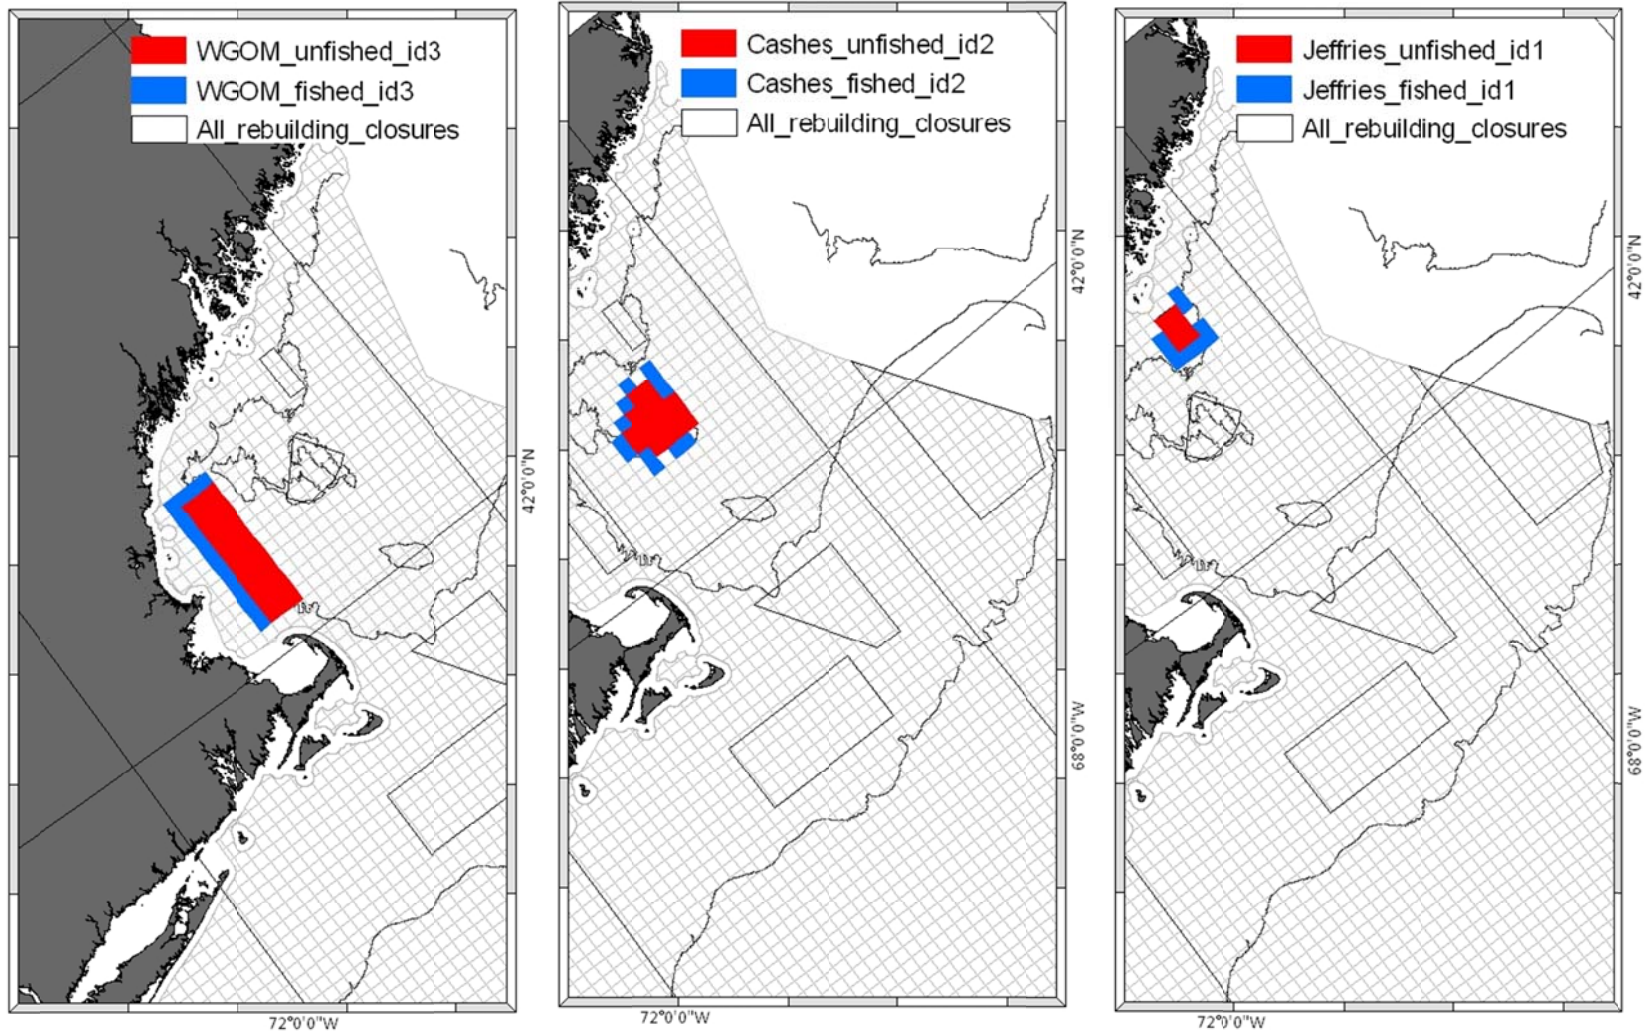 WGOM_unfished_id3
WGOM_fished_id3
All_rebuilding_closures
42°0'0"N
72°0'0"W
Cashes_unfished_id2
Cashes_fished_id2
All_rebuilding_closures
42°0'0"N
68°0'0"W
72°0'0"W
Jeffries_unfished_id1
Jeffries_fished_id1
All_rebuilding_closures
42°0'0"N
68°0'0"W
72°0'0"W